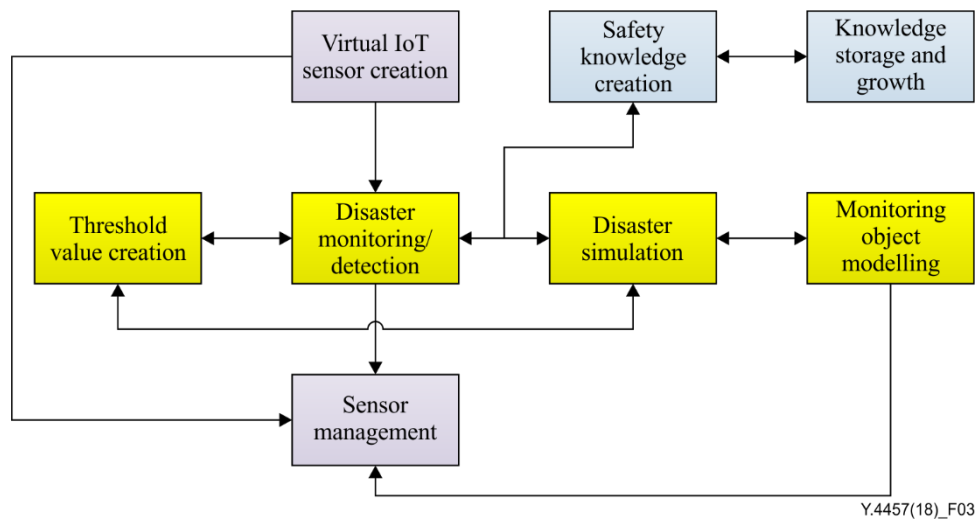 Virtual IoT
sensor creation
Safety
knowledge
creation
Knowledge
storage and
growth
Threshold
value creation
Disaster
monitoring/
detection
Disaster
simulation
Monitoring
object
modelling
Sensor
management
Y.4457(18)_F03